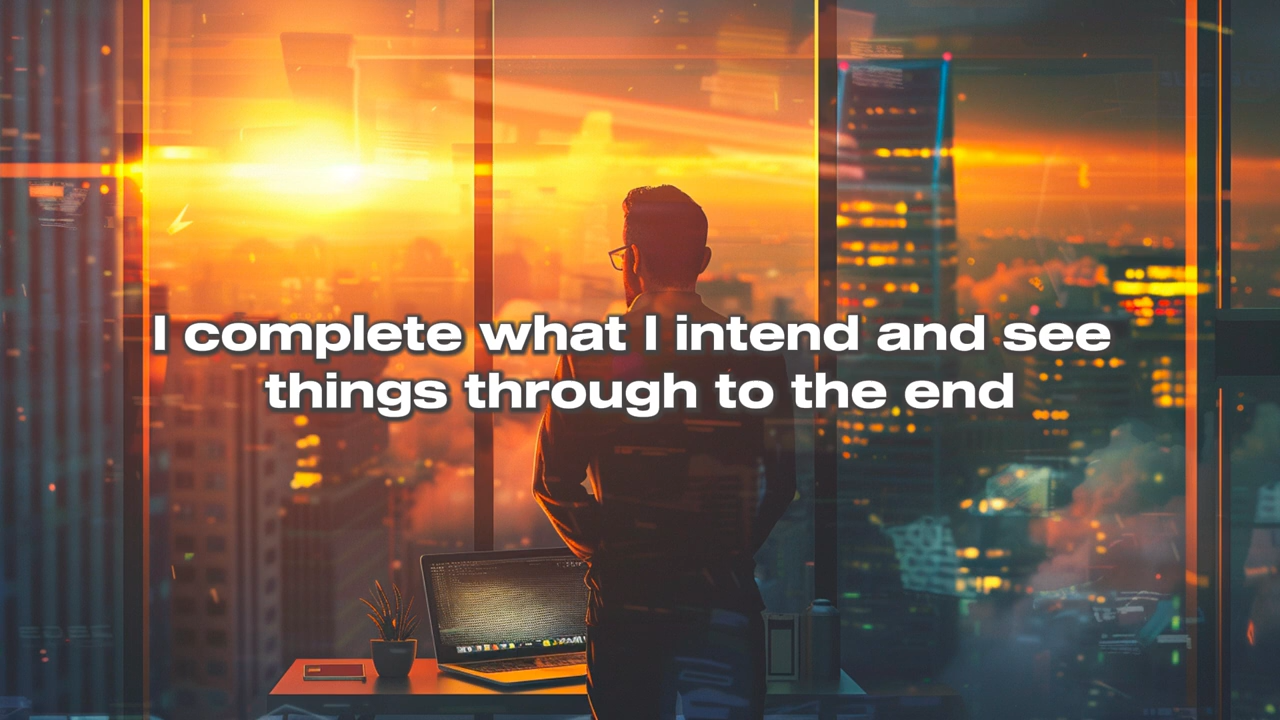 I complete what I intend and see
things through to the end